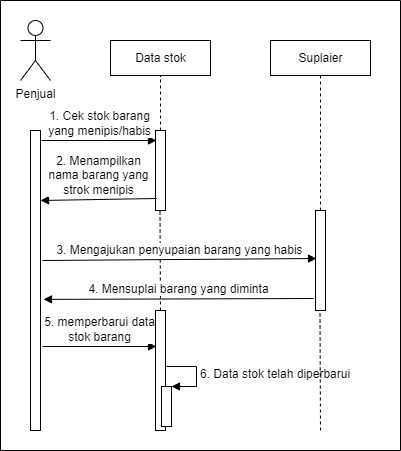 Data stok
Suplaier
Penjual
1. Cek stok barang
yang menipis/habis
2. Menampilkan
nama barang yang
strok menipis
3. Mengajukan penyupaian barang yang habis
4. Mensuplai barang yang diminta
5. memperbarui data
stok barang
6. Data stok telah diperbarui